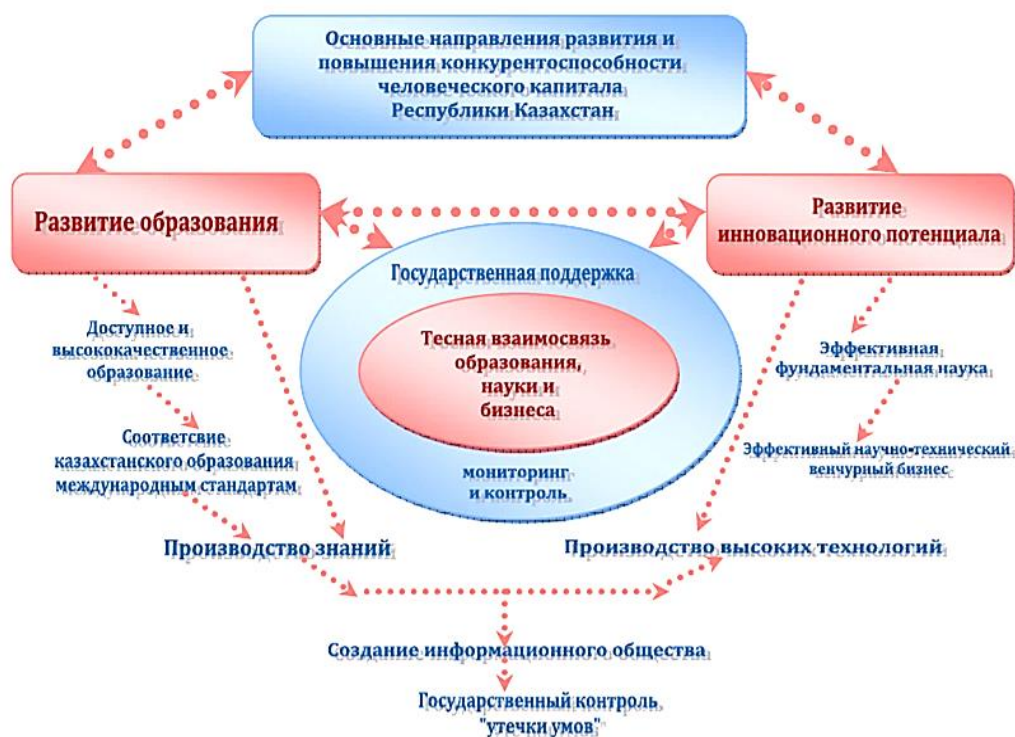 Основные направления развития и
повышения конкурентоспособности
человеческого капитала
Республики Казахстан
Развитие образования
Развитие
инновационного потенциала
Государственная поддержка
Тесная взаимосвязь
образования,
науки и
бизнеса
мониторинг
и контроль
Доступное и
высококачественное
образование
Соответсвие
казахстанского образования
международным стандартам
Эффективная
фундаментальная наука
Эффективный научно-технический
венчурный бизнес
Производство знаний
Производство высоких технологий
Создание информационного общества
Государственный контроль
"утечки умов"